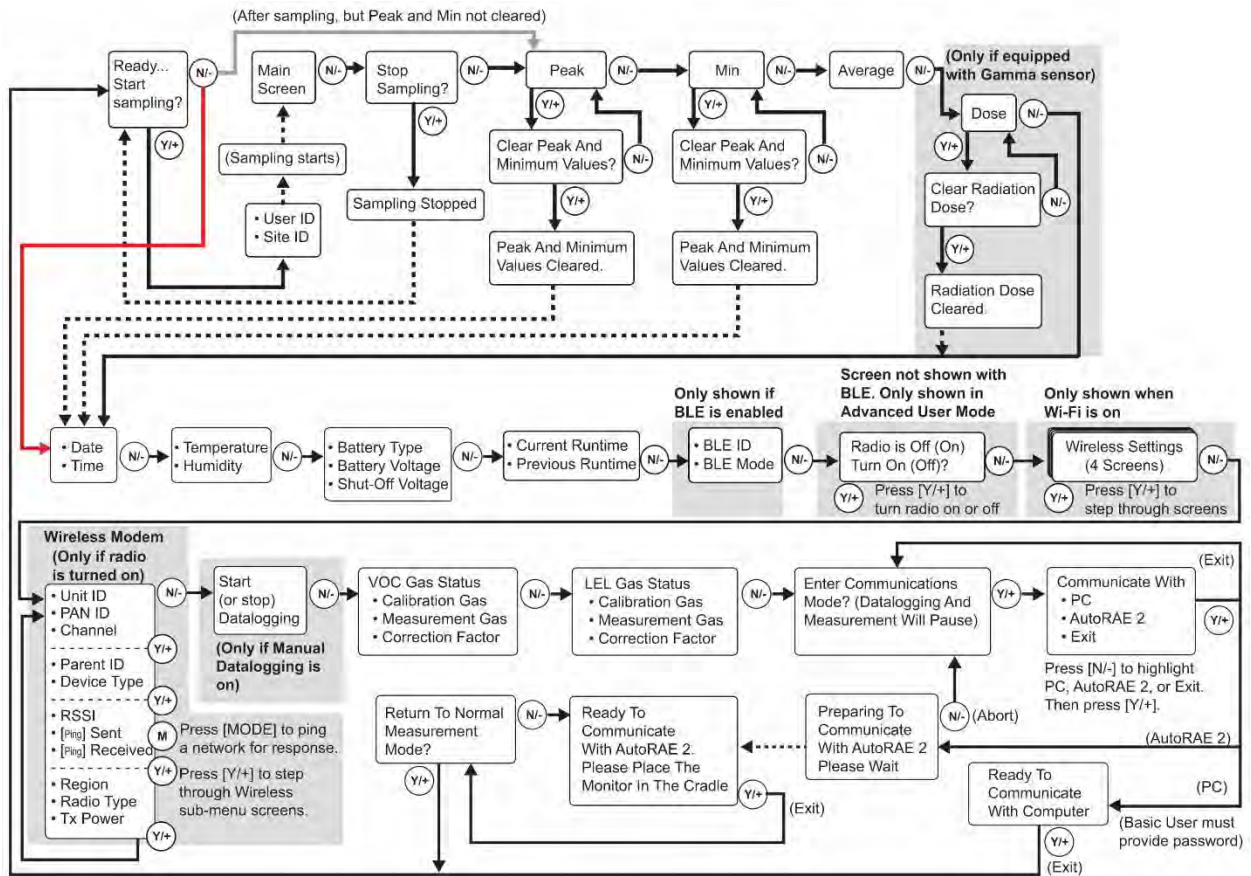 (After sampling, but Peak and Min not cleared)
Ready...
Start
sampling?
N/-
Y/+
Main
Screen
N/-
Stop
Sampling?
N/-
Y/+
Peak
N/-
Y/+
Min
N/-
Y/+
Average
N/-
(Only if equipped
with Gamma sensor)
Dose
N/-
Y/+
(Sampling starts)
• User ID
• Site ID
Sampling Stopped
Clear Peak And
Minimum Values?
N/-
Y/+
Peak And Minimum
Values Cleared.
Clear Peak And
Minimum Values?
N/-
Y/+
Peak And Minimum
Values Cleared.
Clear Radiation
Dose?
N/-
Y/+
Radiation Dose
Cleared.
• Date
• Time
N/-
• Temperature
• Humidity
N/-
• Battery Type
• Battery Voltage
• Shut-Off Voltage
N/-
• Current Runtime
• Previous Runtime
N/-
Only shown if
BLE is enabled
• BLE ID
• BLE Mode
N/-
Screen not shown with
BLE. Only shown in
Advanced User Mode
Radio is Off (On)
Turn On (Off)?
N/-
Y/+
Press [Y/+] to
turn radio on or off
Only shown when
Wi-Fi is on
Wireless Settings
(4 Screens)
N/-
Y/+
Press [Y/+] to
step through screens
Wireless Modem
(Only if radio
is turned on)
• Unit ID
• PAN ID
• Channel
N/-
Y/+
• Parent ID
• Device Type
Y/+
• RSSI
• [Ping] Sent
• [Ping] Received
M
Press [MODE] to ping
a network for response.
Y/+
Press [Y/+] to step
through Wireless
sub-menu screens.
• Region
• Radio Type
• Tx Power
Y/+
Start
(or stop)
Datalogging
N/-
(Only if Manual
Datalogging is
on)
VOC Gas Status
• Calibration Gas
• Measurement Gas
• Correction Factor
N/-
LEL Gas Status
• Calibration Gas
• Measurement Gas
• Correction Factor
N/-
Enter Communications
Mode? (Datalogging And
Measurement Will Pause)
Y/+
Communicate With
• PC
• AutoRAE 2
• Exit
(Exit)
Y/+
Press [N/-] to highlight
PC, AutoRAE 2, or Exit.
Then press [Y/+].
Return To Normal
Measurement
Mode?
N/-
Y/+
Ready To
Communicate
With AutoRAE 2.
Please Place The
Monitor In The Cradle
Y/+
(Exit)
Preparing To
Communicate
With AutoRAE 2
Please Wait
N/-
(Abort)
(AutoRAE 2)
Ready To
Communicate
With Computer
(PC)
(Basic User must
provide password)
Y/+
(Exit)